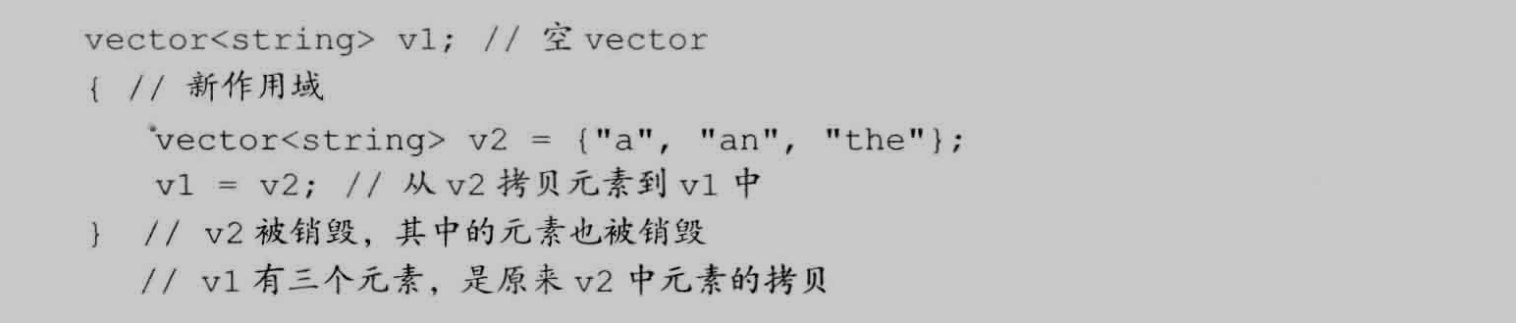 vector<string> v1; // 空 vector
{ // 新作用域
vector<string> v2 = {"a", "an", "the"};
v1 = v2; // 从 v2 拷贝元素到 v1 中
} // v2 被销毁，其中的元素也被销毁
// v1 有三个元素，是原来 v2 中元素的拷贝